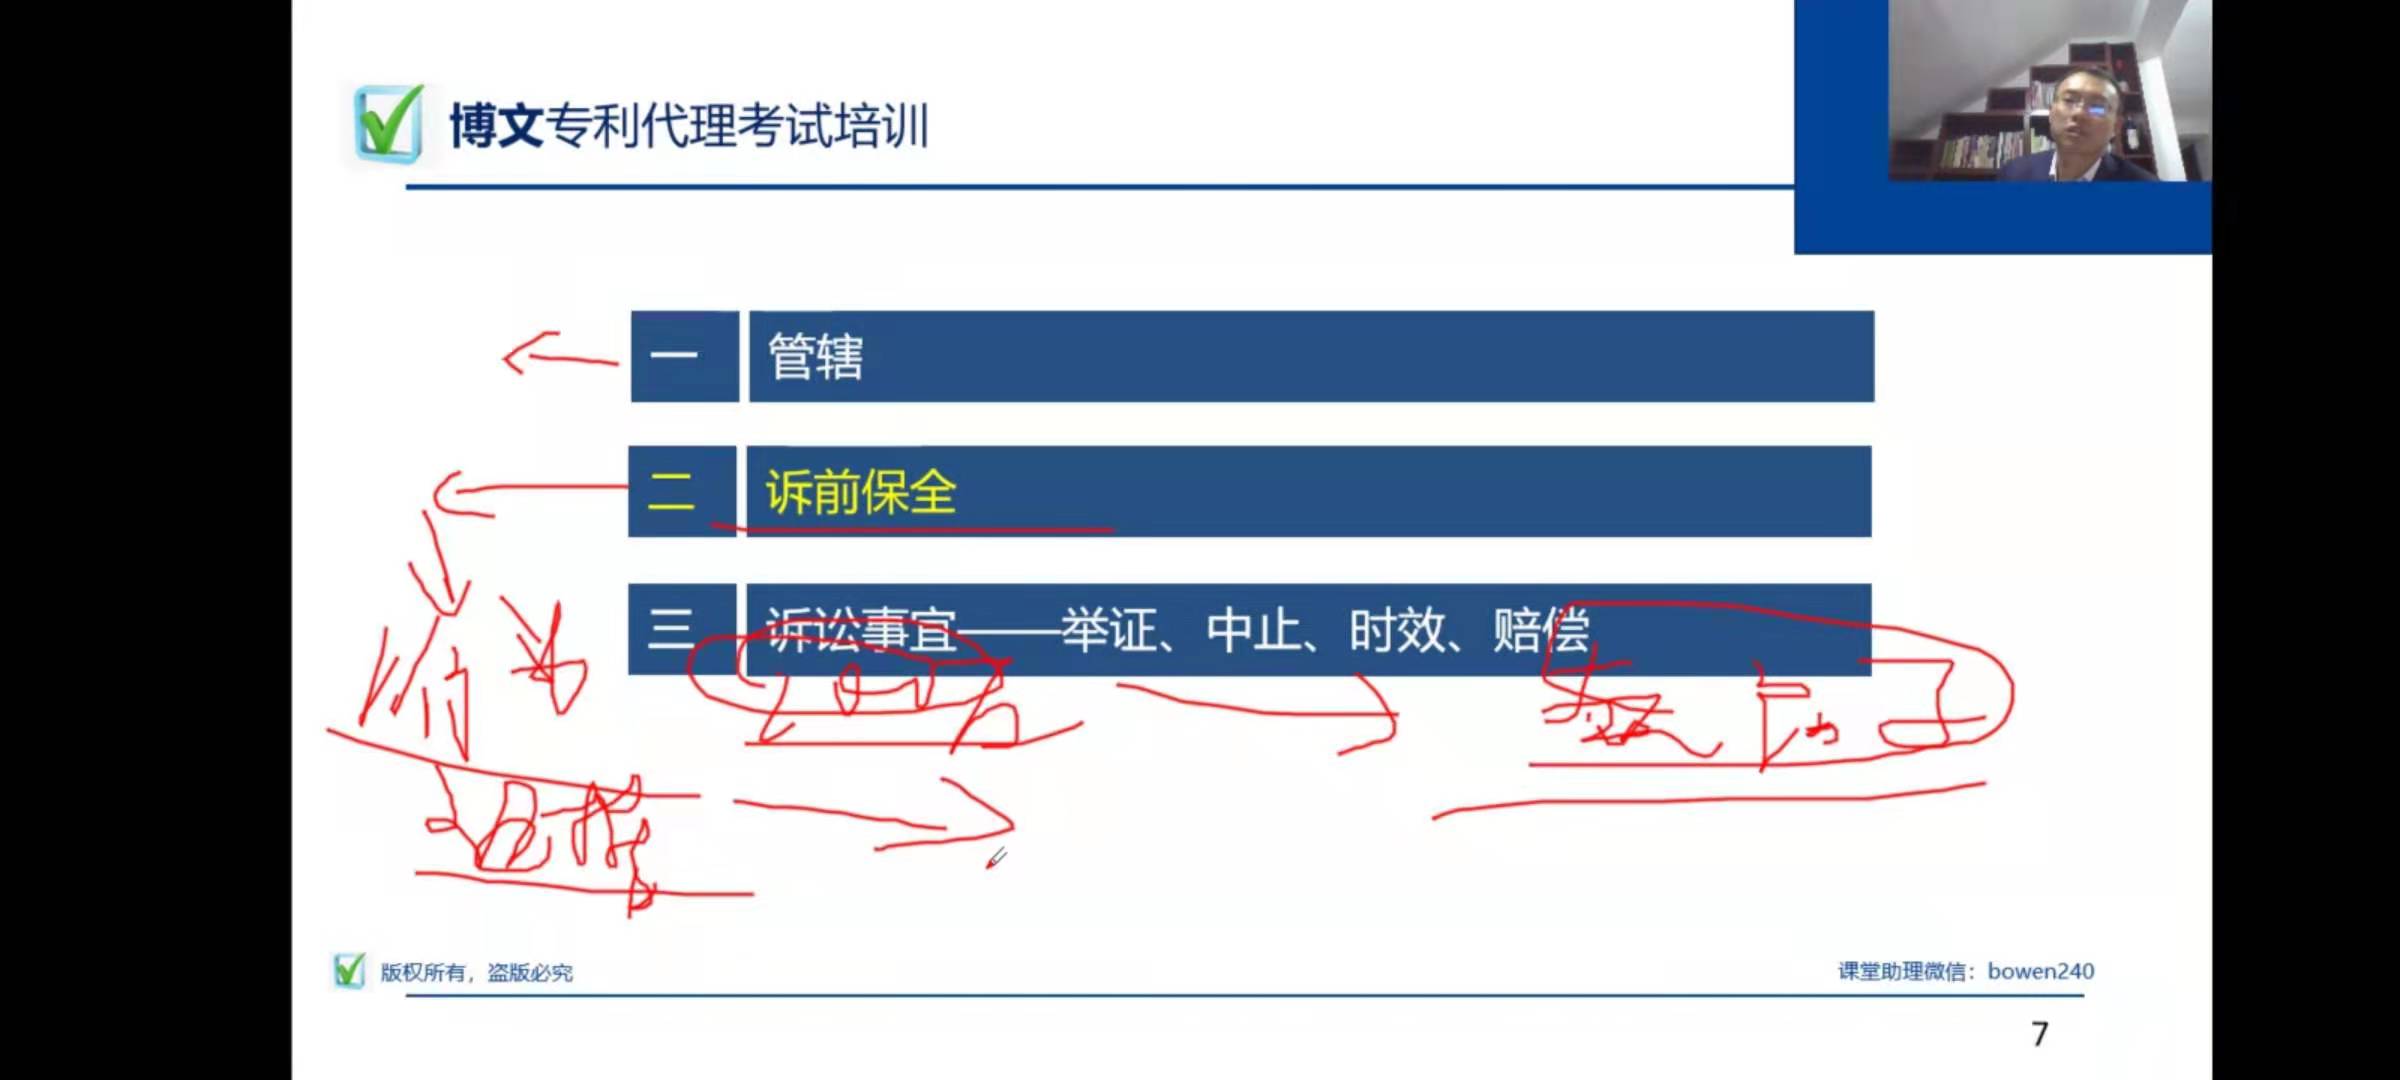 博文专利代理考试培训
一 管辖
二 诉前保全
三 诉讼事宜——举证、中止、时效、赔偿
版权所有，盗版必究
课堂助理微信：bowen240
7